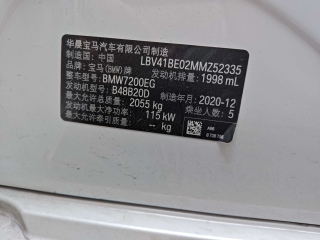 华晨宝马汽车有限公司制造
制造国：中国 LBV41BE02MMZ52335
品牌：宝马(BMW)牌 发动机排量：1998 mL
整车型号：BMW7200EG
发动机型号：B48B20D 制造年月：2020-12
最大允许总质量：2055 kg 乘坐人数：5
发动机最大净功率：115 kW
最大允许牵引质量：-- kg